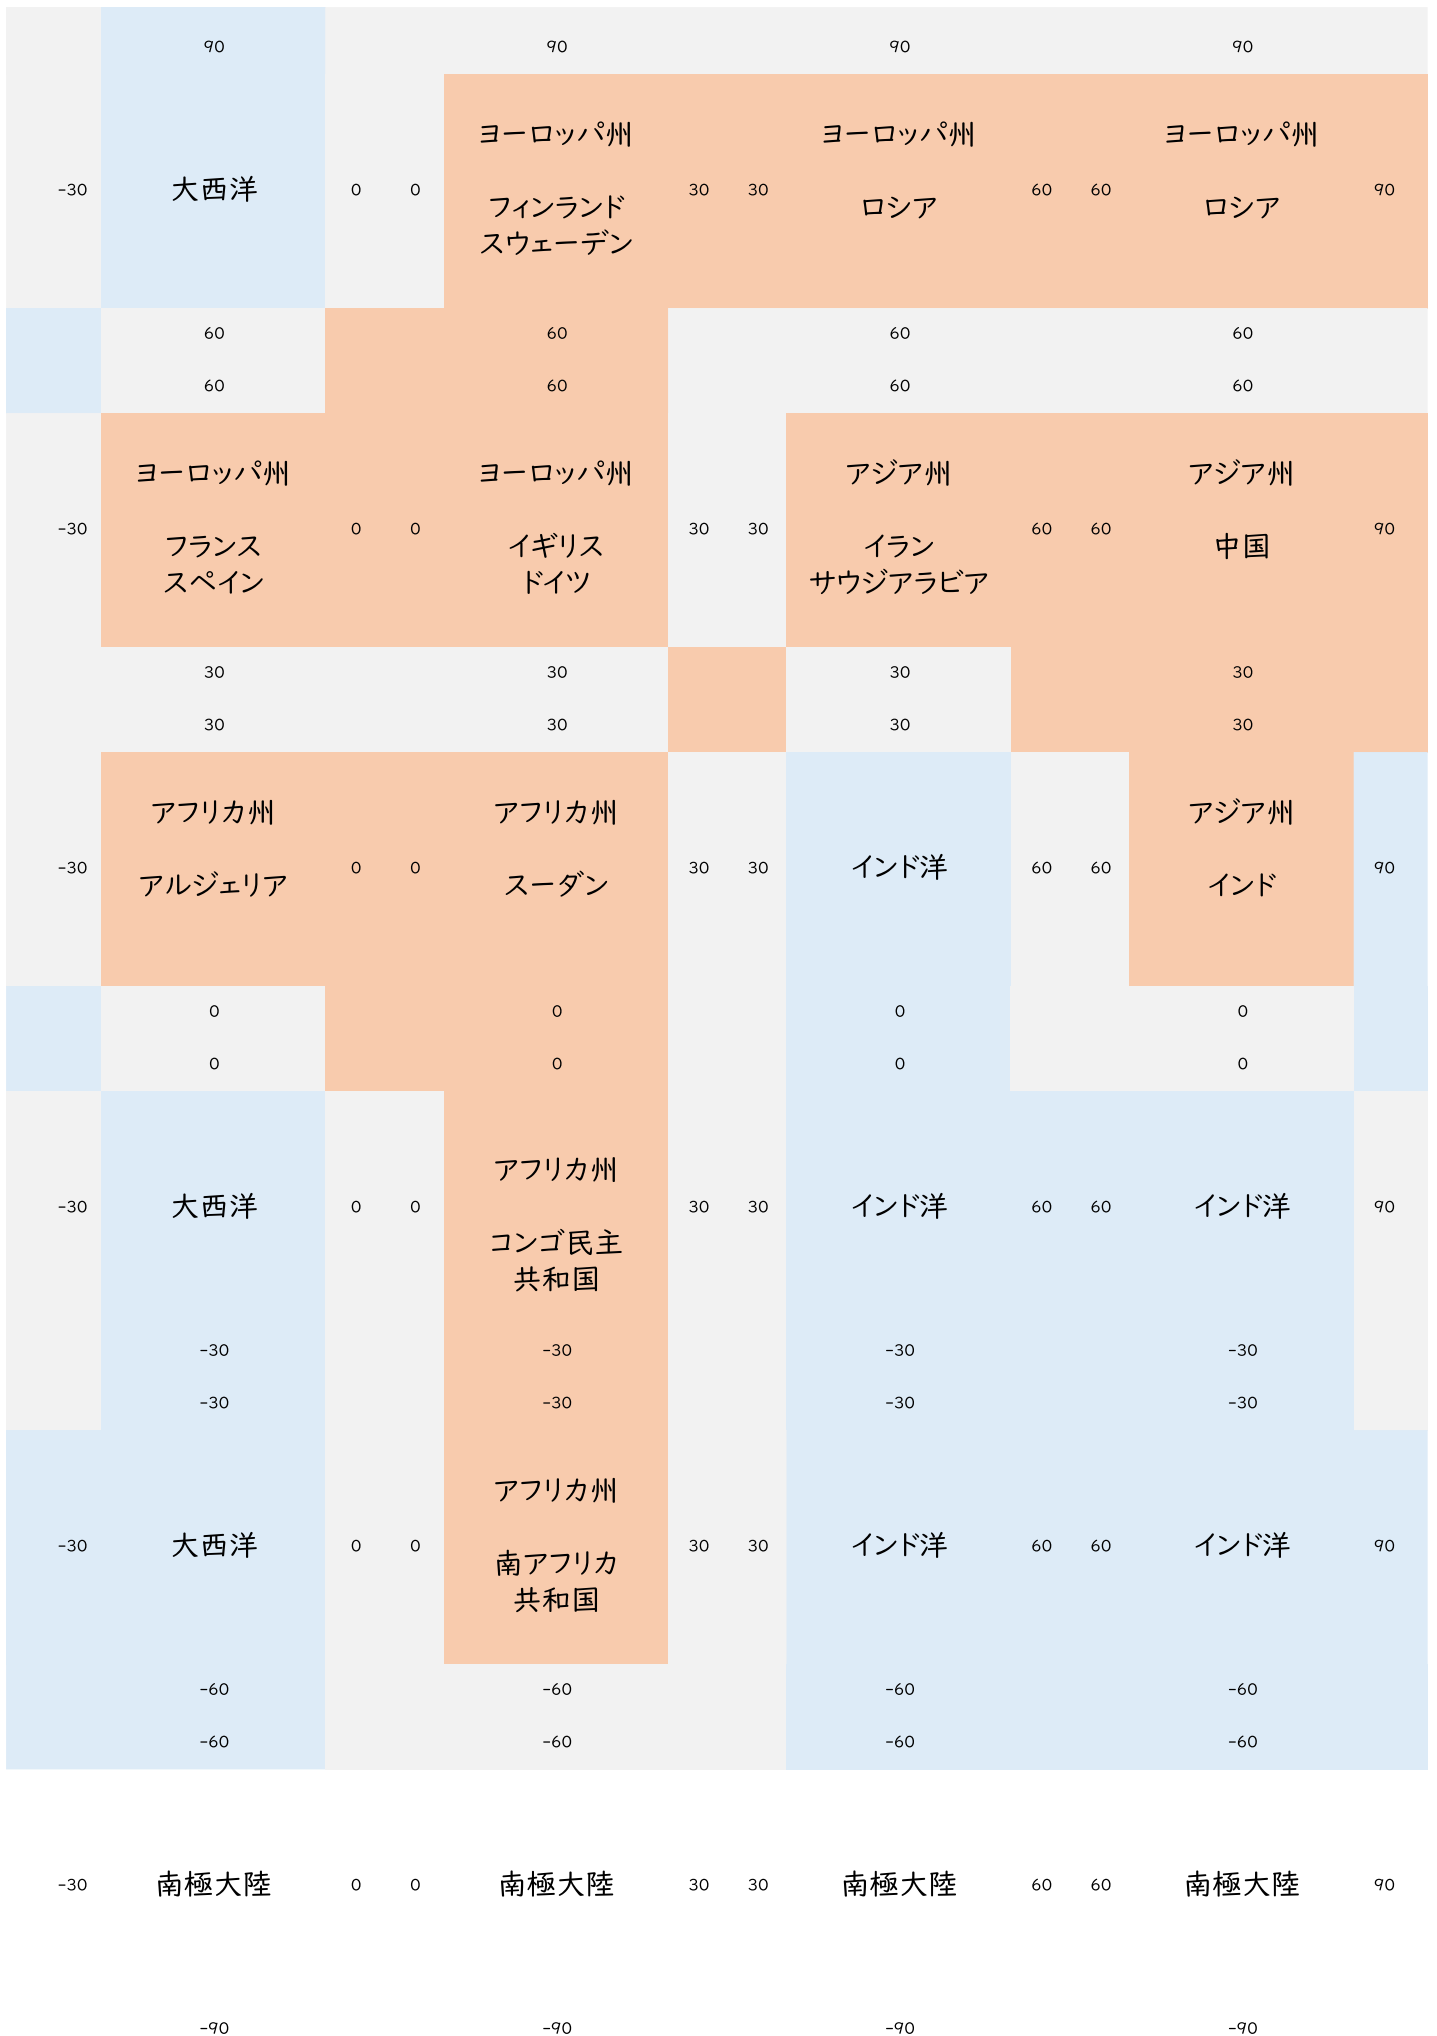 90 90 90 90
ヨーロッパ州 ヨーロッパ州 ヨーロッパ州
-30 大西洋 0 0 30 30 60 60 90
フィンランド ロシア ロシア
スウェーデン
60 60 60 60
60 60 60 60
ヨーロッパ州 ヨーロッパ州 アジア州 アジア州
-30 0 0 30 30 60 60 90
フランス イギリス イラン 中国
スペイン ドイツ サウジアラビア
30 30 30 30
30 30 30 30
アフリカ州 アフリカ州 アジア州
-30 0 0 30 30 インド洋 60 60 90
アルジェリア スーダン インド
0 0 0 0
0 0 0 0
アフリカ州
-30 大西洋 0 0 30 30 インド洋 60 60 インド洋 90
コンゴ民主
共和国
-30 -30 -30 -30
-30 -30 -30 -30
アフリカ州
-30 大西洋 0 0 30 30 インド洋 60 60 インド洋 90
南アフリカ
共和国
-60 -60 -60 -60
-60 -60 -60 -60
-30 南極大陸 0 0 南極大陸 30 30 南極大陸 60 60 南極大陸 90
-90 -90 -90 -90